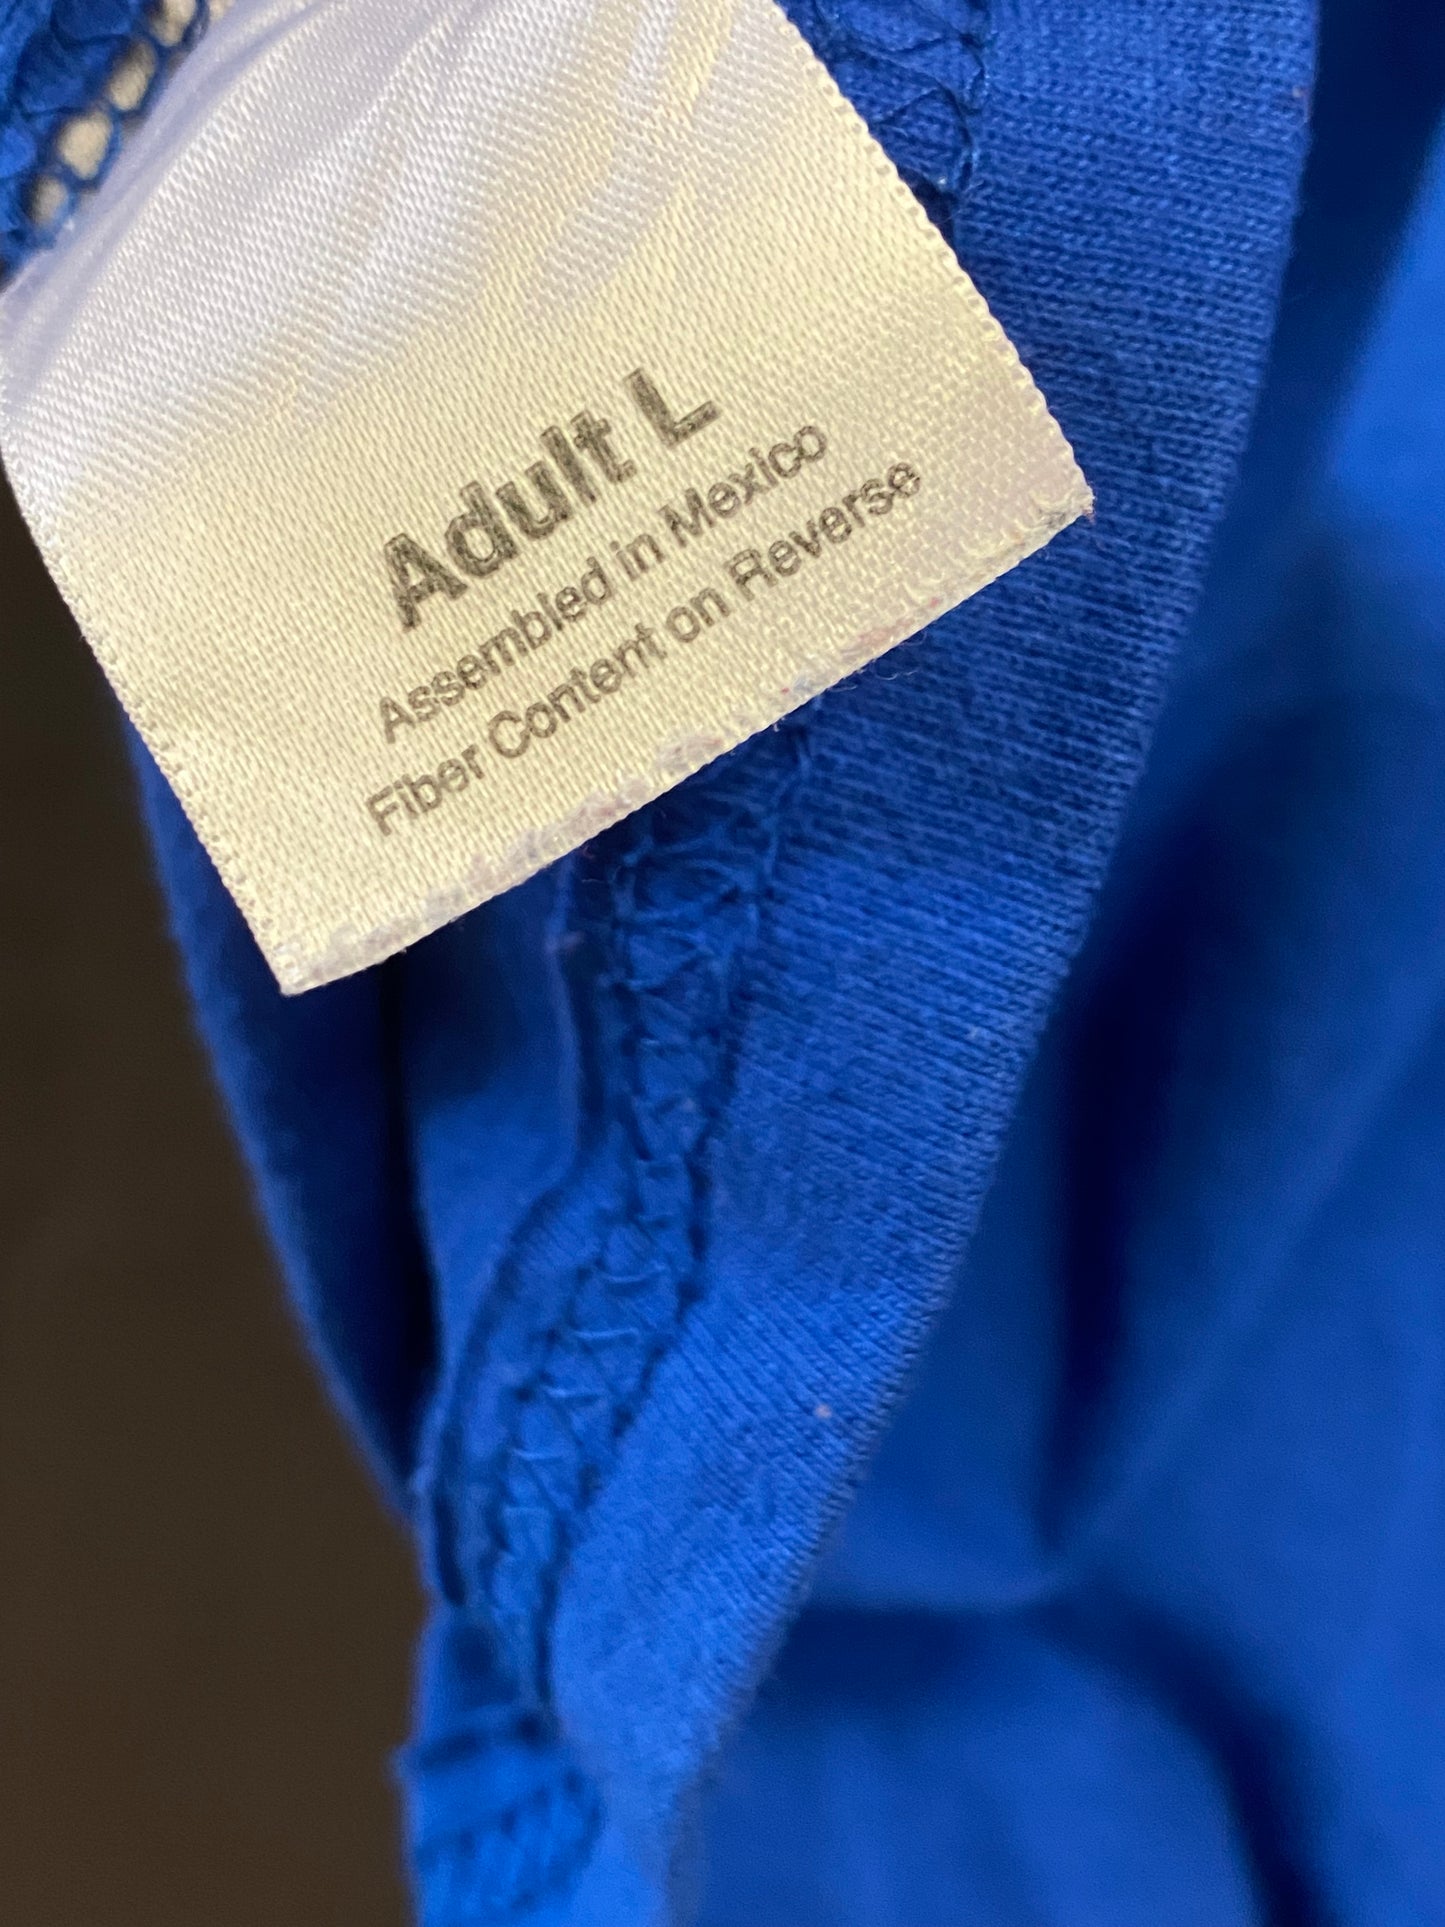 Adult L
Assembled in Mexico
Fiber Content on Reverse